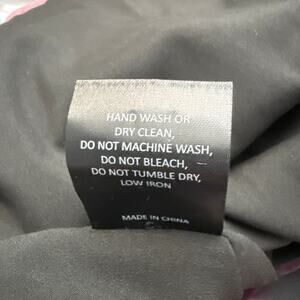 HAND WASH OR
DRY CLEAN,
DO NOT MACHINE WASH,
DO NOT BLEACH,
DO NOT TUMBLE DRY,
LOW IRON
MADE IN CHINA